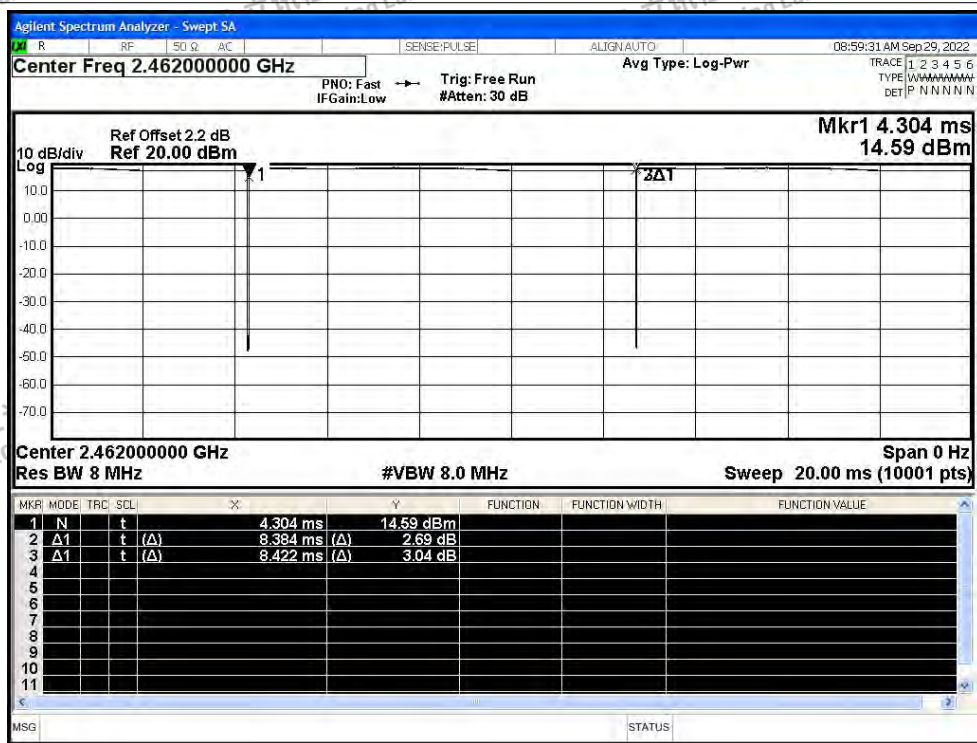 Agilent Spectrum Analyzer - Swept SA
R RF 50 Ω AC SENSE:PULSE ALIGN AUTO 08:59:31 AM Sep 29, 2022
Center Freq 2.462000000 GHz
PNO: Fast
IFGain:Low
Trig: Free Run
#Atten: 30 dB
Avg Type: Log-Pwr
TRACE 1 2 3 4 5 6
TYPE
DET P N N N N N
Ref Offset 2.2 dB
10 dB/div Ref 20.00 dBm
Log
Mkr1 4.304 ms
14.59 dBm
1
10.0
0.00
-10.0
-20.0
-30.0
-40.0
-50.0
-60.0
-70.0
Center 2.462000000 GHz Span 0 Hz
Res BW 8 MHz #VBW 8.0 MHz Sweep 20.00 ms (10001 pts)
MKR MODE TRC SCL X Y FUNCTION FUNCTION WIDTH FUNCTION VALUE
1 N t 4.304 ms 14.59 dBm
2 Δ1 t (Δ) 8.384 ms (Δ) 2.69 dB
3 Δ1 t (Δ) 8.422 ms (Δ) 3.04 dB
4
5
6
7
8
9
10
11
MSG STATUS